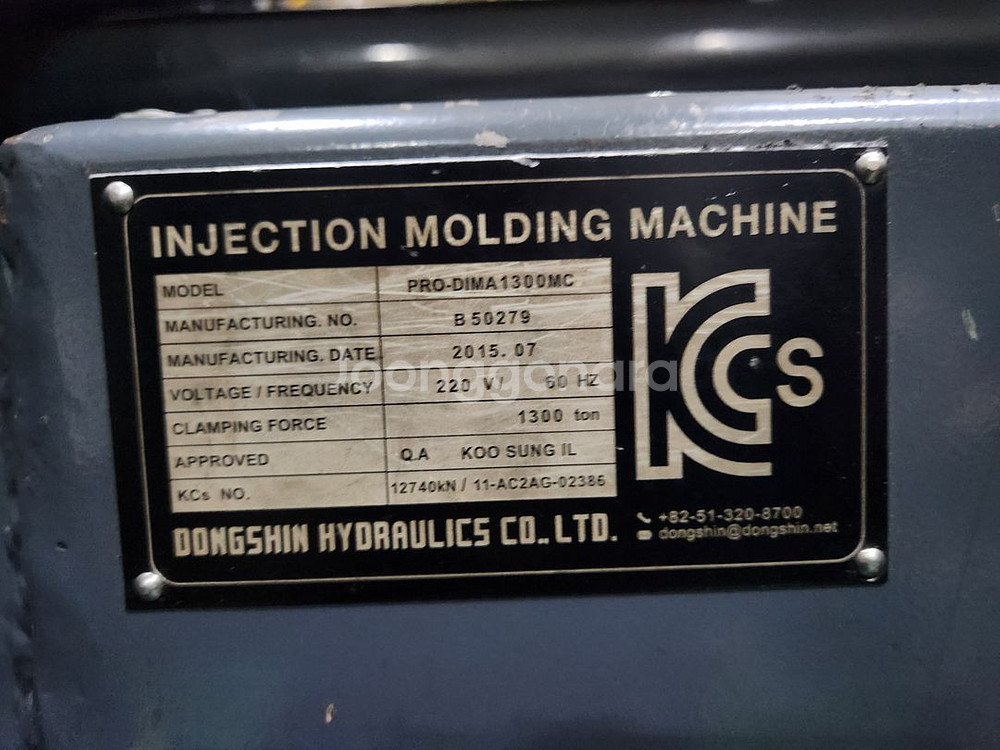 INJECTION MOLDING MACHINE
MODEL PRO-DIMA1300MC
MANUFACTURING. NO. B50279
MANUFACTURING. DATE 2015. 07
VOLTAGE / FREQUENCY 220 V / 60 HZ
CLAMPING FORCE 1300 ton
APPROVED Q.A KOO SUNG IL
KCs NO. 12740kN / 11-AC2AG-02386
KCs
DONGSHIN HYDRAULICS CO.,LTD.
+82-51-320-8700
dongshin@dongshin.net
joonggonara